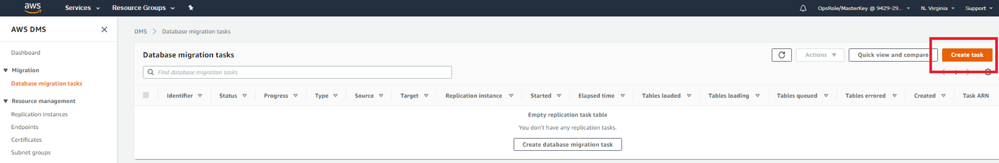 aws Services Resource Groups OpsRole/MasterKey @ 9429-29... N. Virginia Support
AWS DMS
DMS Database migration tasks
Dashboard
Database migration tasks Actions Quick view and compare Create task
Migration
Find database migration tasks 1
Database migration tasks
Identifier Status Progress Type Source Target Replication instance Started Elapsed time Tables loaded Tables loading Tables queued Tables errored Created Task ARN
Resource management
Replication instances
Empty replication task table
Endpoints
You don't have any replication tasks.
Certificates
Create database migration task
Subnet groups